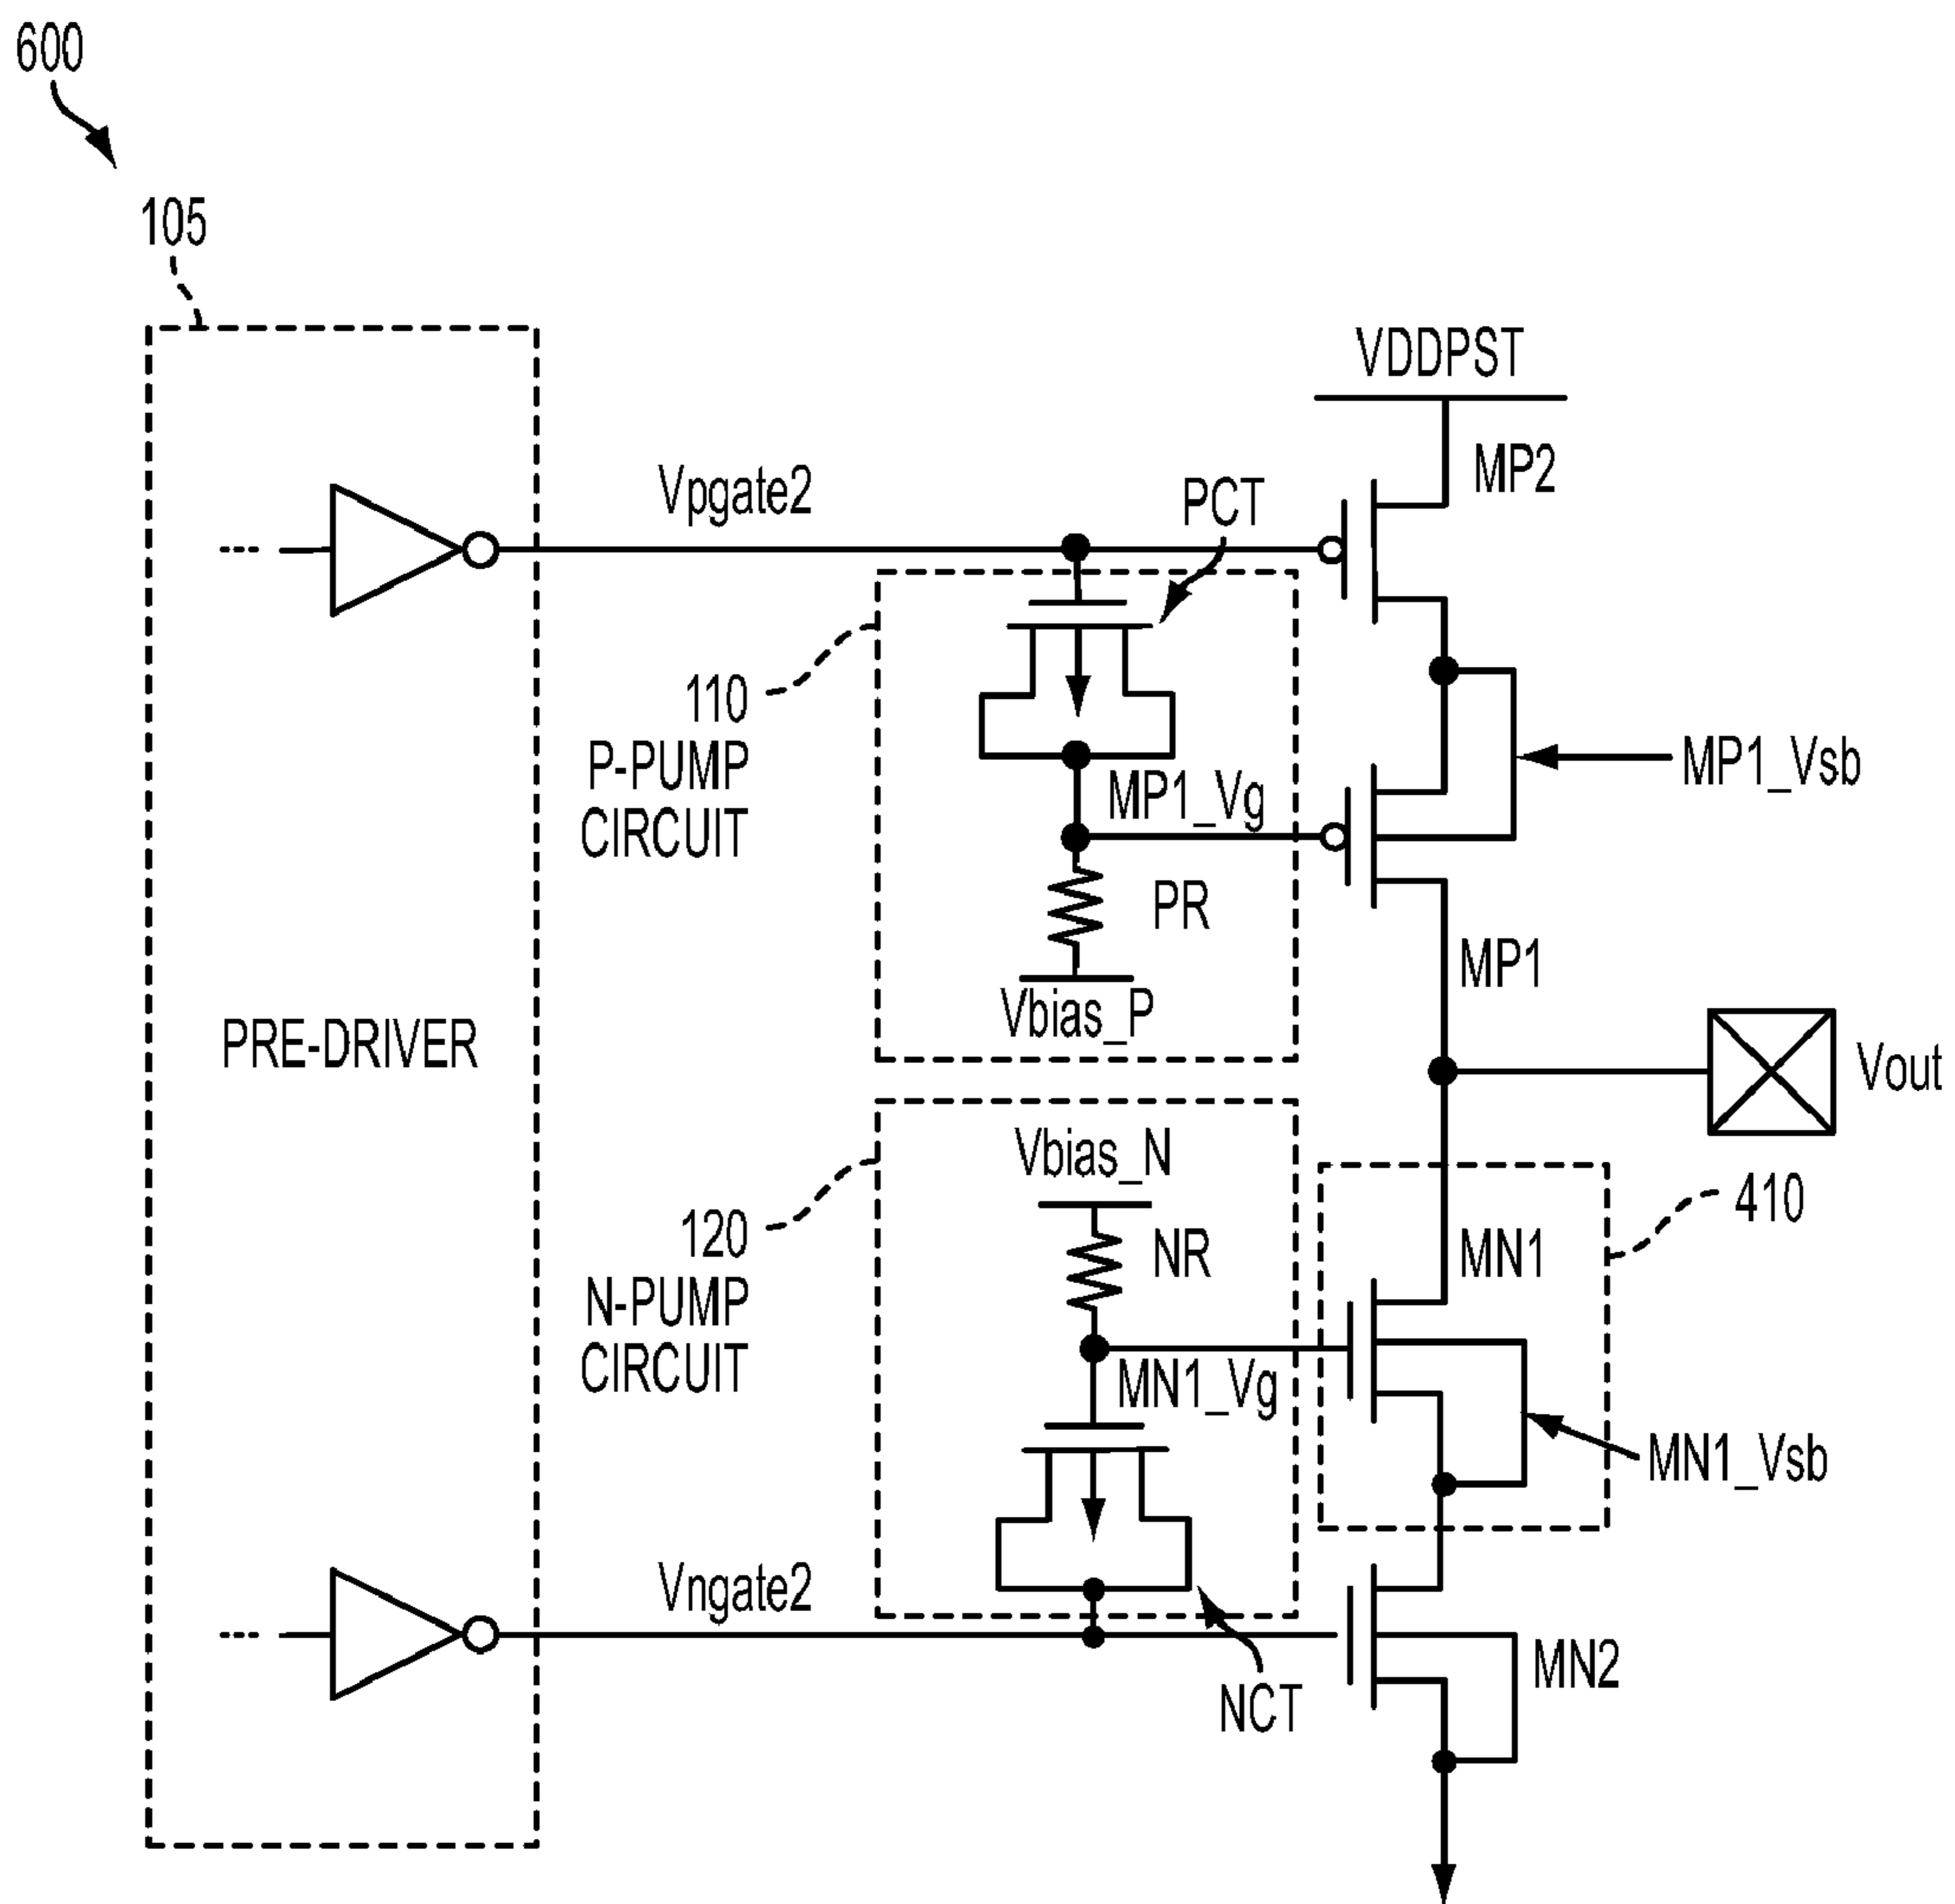 600
105
VDDPST
MP2
Vpgate2
PCT
110
P-PUMP
CIRCUIT
MP1_Vg
MP1_Vsb
PR
MP1
Vbias_P
PRE-DRIVER
Vout
Vbias_N
410
120
N-PUMP
CIRCUIT
NR
MN1
MN1_Vg
MN1_Vsb
Vngate2
MN2
NCT